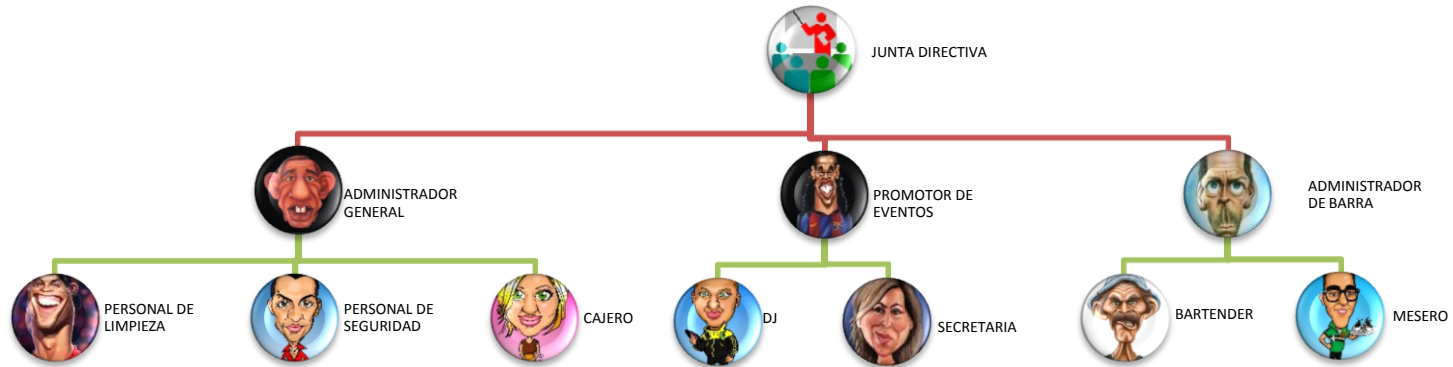 JUNTA DIRECTIVA
ADMINISTRADOR
GENERAL
PROMOTOR DE
EVENTOS
ADMINISTRADOR
DE BARRA
PERSONAL DE
LIMPIEZA
PERSONAL DE
SEGURIDAD
CAJERO
DJ
SECRETARIA
BARTENDER
MESERO